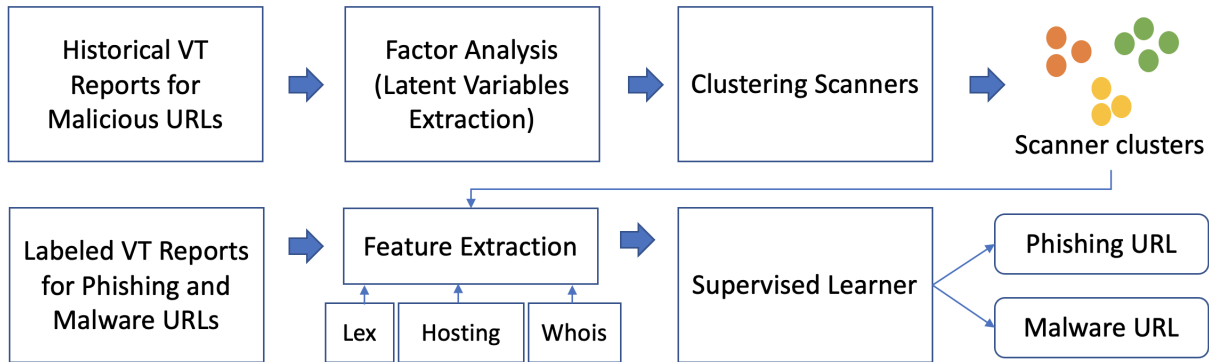 Historical VT
Reports for
Malicious URLs
Factor Analysis
(Latent Variables
Extraction)
Clustering Scanners
Scanner clusters
Labeled VT Reports
for Phishing and
Malware URLs
Feature Extraction
Lex
Hosting
Whois
Supervised Learner
Phishing URL
Malware URL